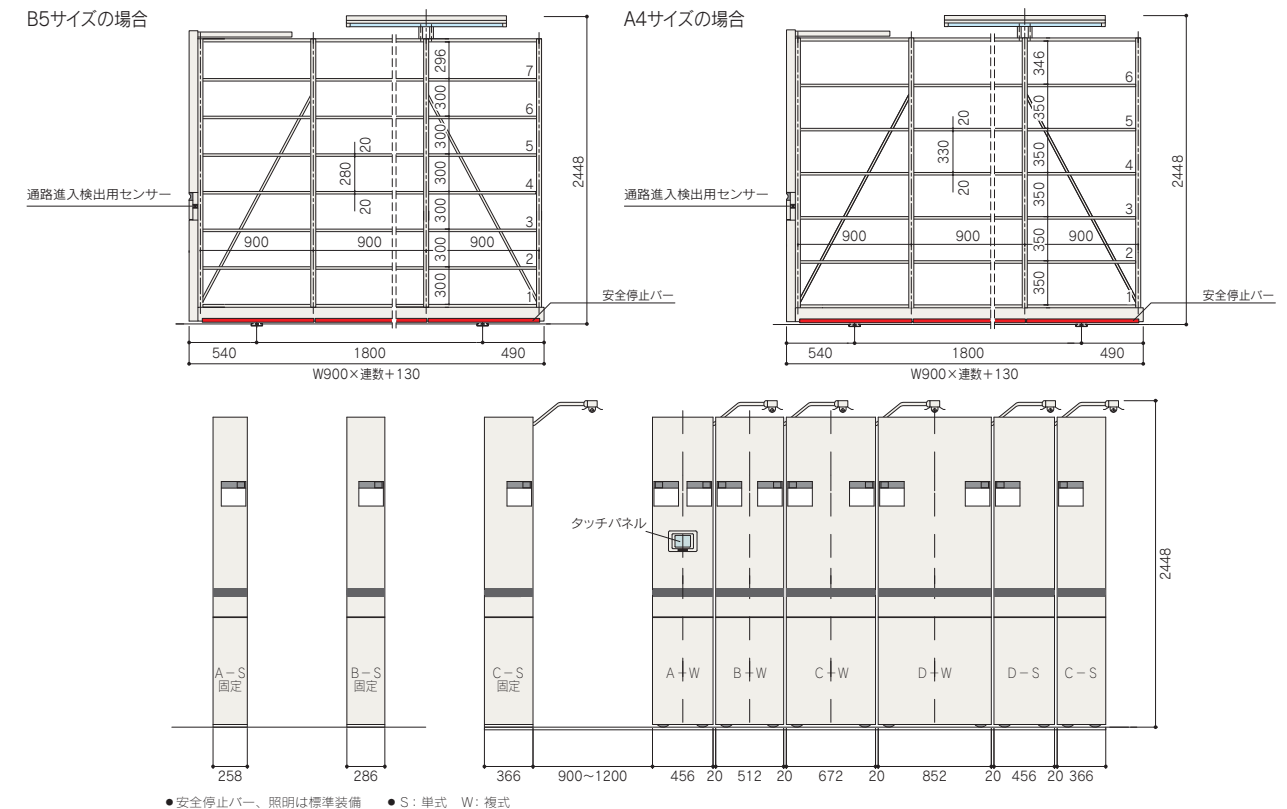 B5サイズの場合
296
7
300
6
300
5
20
280
300
4
20
300
3
900
900
900
300
2
300
1
2448
通路進入検出用センサー
安全停止バー
540
1800
490
W900×連数+130
A4サイズの場合
346
6
350
20
5
330
350
4
20
350
3
900
900
900
350
2
350
1
2448
通路進入検出用センサー
安全停止バー
540
1800
490
W900×連数+130
タッチパネル
2448
A-S
固定
B-S
固定
C-S
固定
A-W
B-W
C-W
D-W
D-S
C-S
258
286
366
900~1200
456
20
512
20
672
20
852
20
456
20
366
●安全停止バー、照明は標準装備 ●S:単式 W:複式